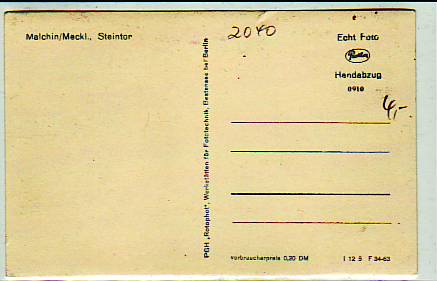 Malchin/Meckl., Steintor
2040
Echt Foto
Handabzug
0910
4,-
PGH „Rotophot", Werkstätten für Fototechnik, Bestensee bei Berlin
Verbraucherpreis 0,20 DM
I 12 5 F 34-63